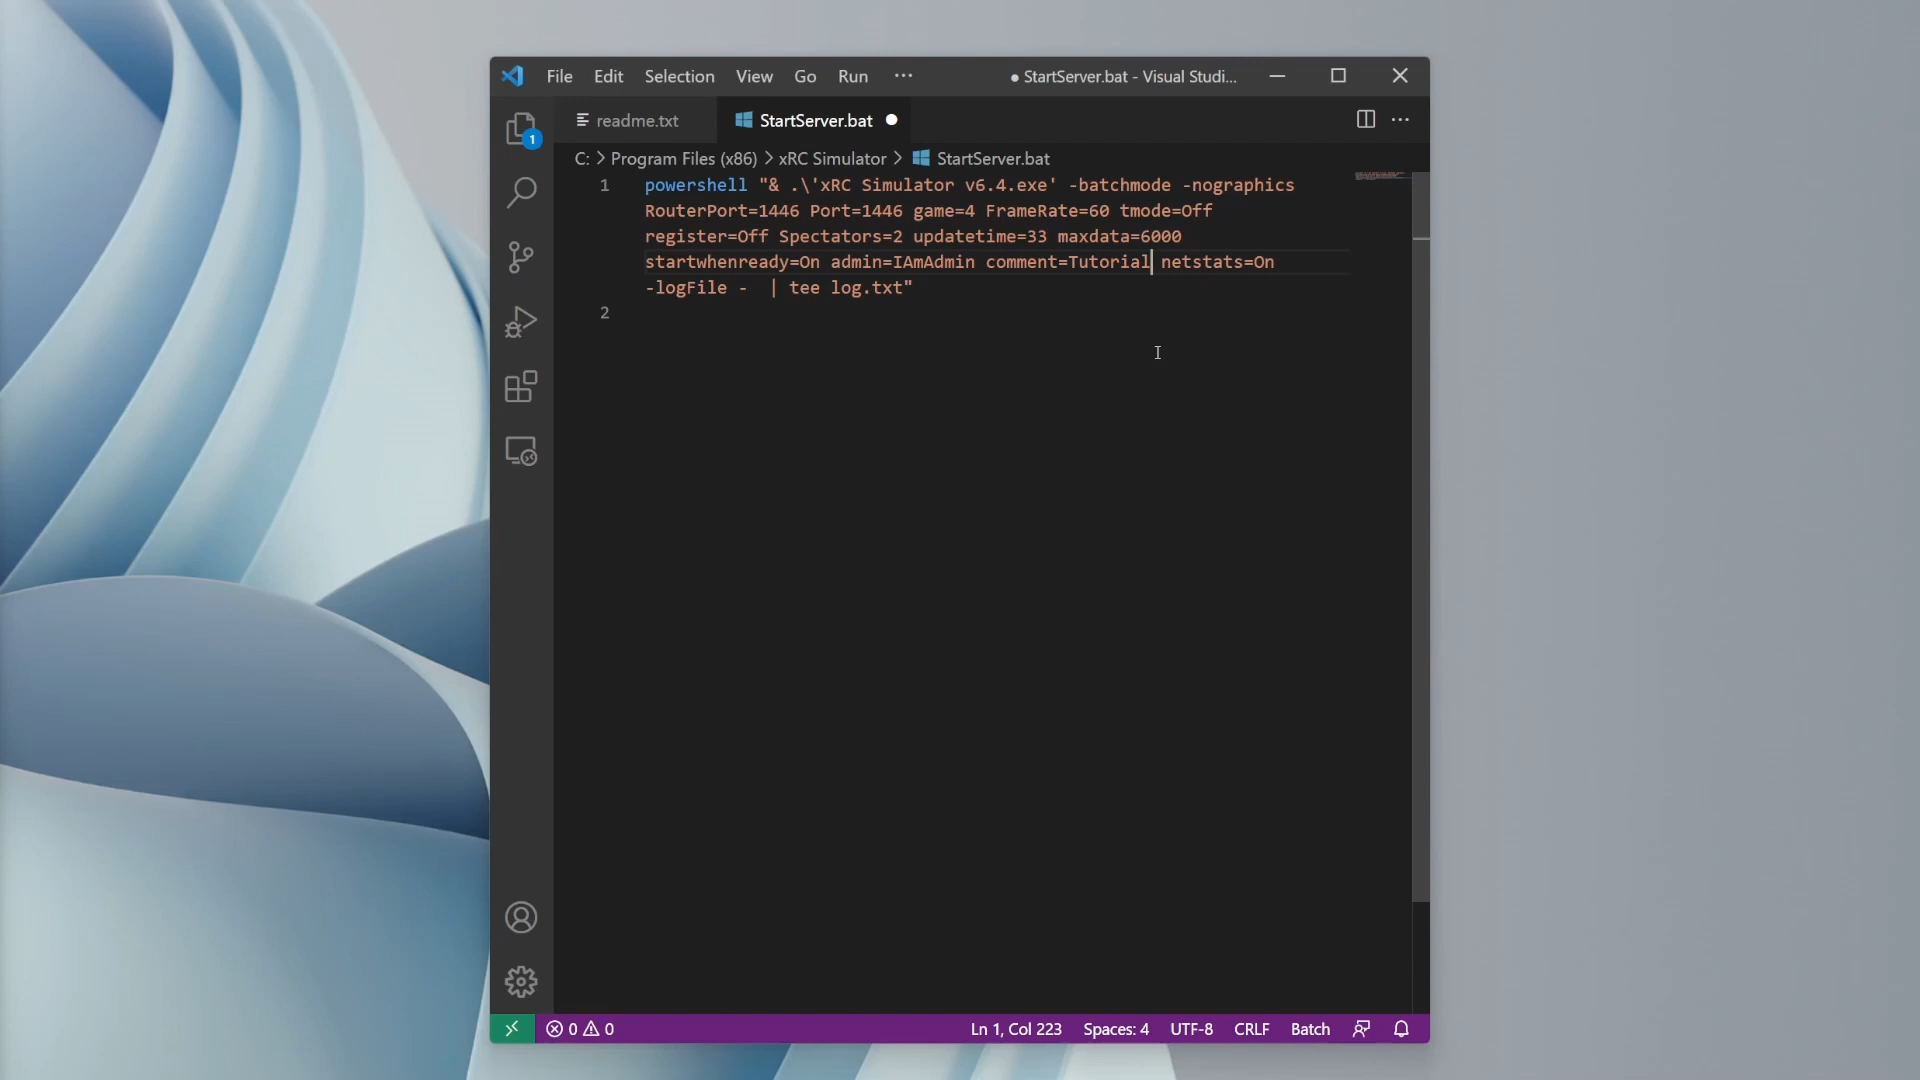 File Edit Selection View Go Run ··· ● StartServer.bat - Visual Studi...
1
readme.txt StartServer.bat
C: > Program Files (x86) > xRC Simulator > StartServer.bat
1 powershell "& .\'xRC Simulator v6.4.exe' -batchmode -nographics
RouterPort=1446 Port=1446 game=4 FrameRate=60 tmode=Off
register=Off Spectators=2 updatetime=33 maxdata=6000
startwhenready=On admin=IAmAdmin comment=Tutorial netstats=On
-logFile -  | tee log.txt"
2
0 0 Ln 1, Col 223 Spaces: 4 UTF-8 CRLF Batch